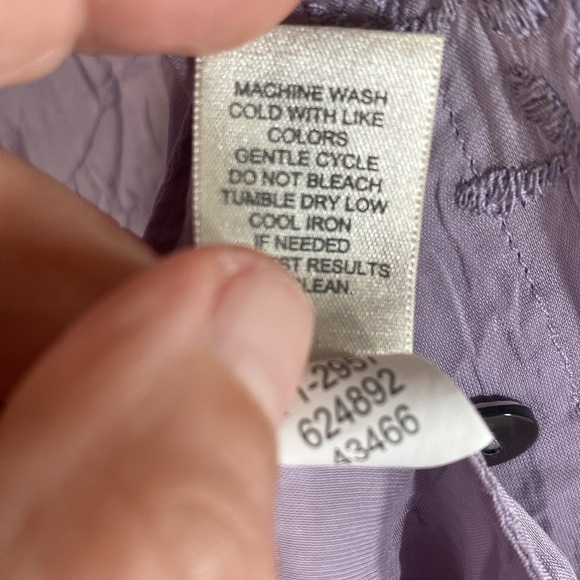 MACHINE WASH
COLD WITH LIKE
COLORS
GENTLE CYCLE
DO NOT BLEACH
TUMBLE DRY LOW
COOL IRON
IF NEEDED
RESULTS
624892
43466